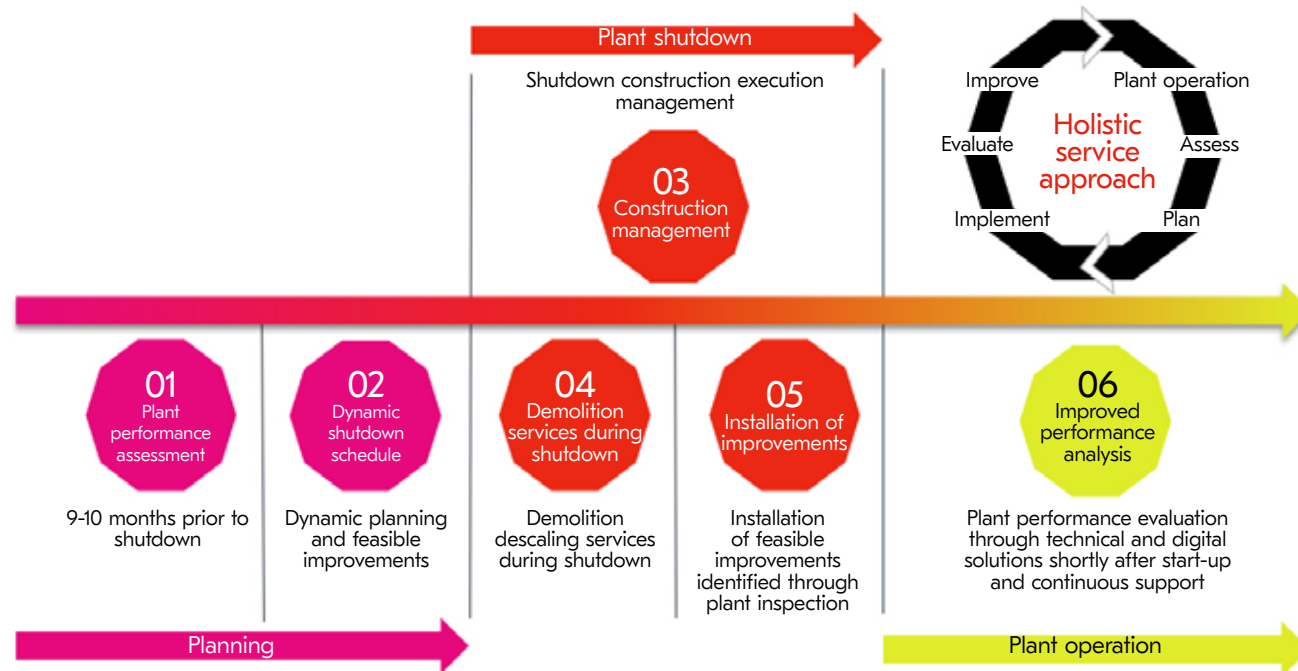 Plant shutdown
Shutdown construction execution
management
03
Construction
management
Improve
Plant operation
Evaluate
Holistic
service
approach
Assess
Implement
Plan
01
Plant
performance
assessment
9-10 months prior to
shutdown
02
Dynamic
shutdown
schedule
Dynamic planning
and feasible
improvements
04
Demolition
services during
shutdown
Demolition
descaling services
during shutdown
05
Installation of
improvements
Installation
of feasible
improvements
identified through
plant inspection
06
Improved
performance
analysis
Plant performance evaluation
through technical and digital
solutions shortly after start-up
and continuous support
Planning
Plant operation